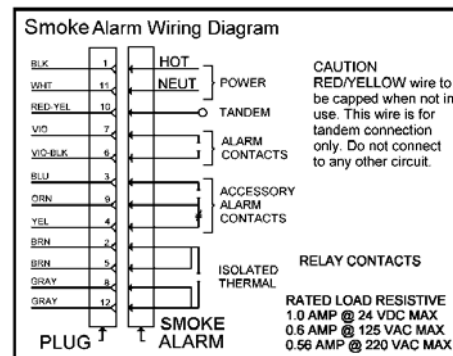 Smoke Alarm Wiring Diagram
BLK 1 HOT
WHT 11 NEUT
POWER
RED-YEL 10 TANDEM
VIO 7
VIO-BLK 6
ALARM
CONTACTS
BLU 3
ORN 9
YEL 4
ACCESSORY
ALARM
CONTACTS
BRN 2
BRN 5
GRAY 8
GRAY 12
ISOLATED
THERMAL
PLUG
SMOKE
ALARM
CAUTION
RED/YELLOW wire to
be capped when not in
use. This wire is for
tandem connection
only. Do not connect
to any other circuit.
RELAY CONTACTS
RATED LOAD RESISTIVE
1.0 AMP @ 24 VDC MAX
0.6 AMP @ 125 VAC MAX
0.56 AMP @ 220 VAC MAX